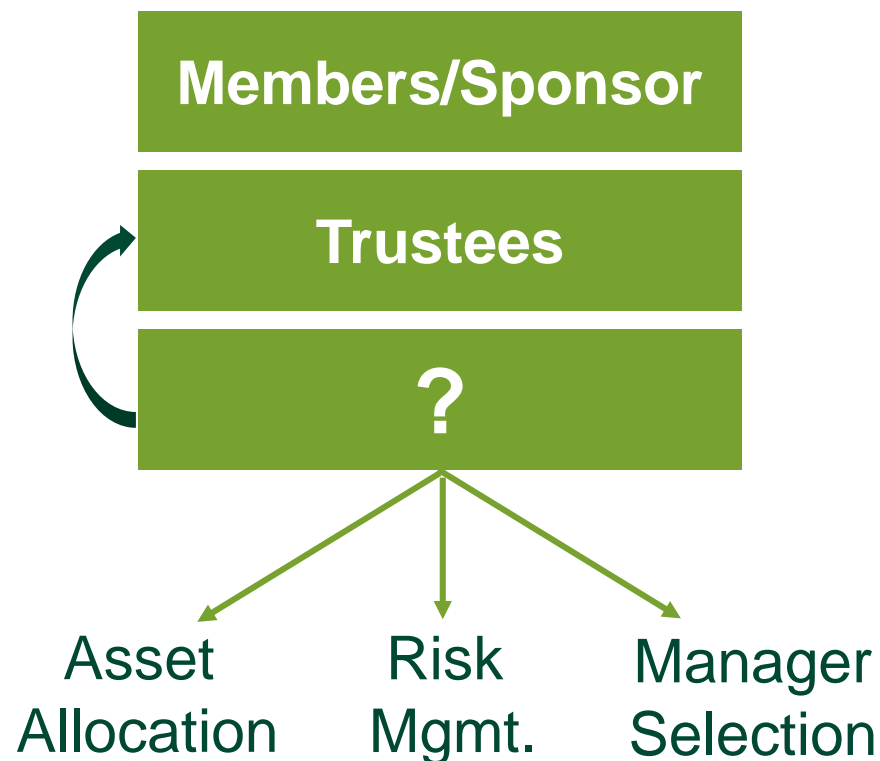 Members/Sponsor
Trustees
?
Asset
Allocation
Risk
Mgmt.
Manager
Selection